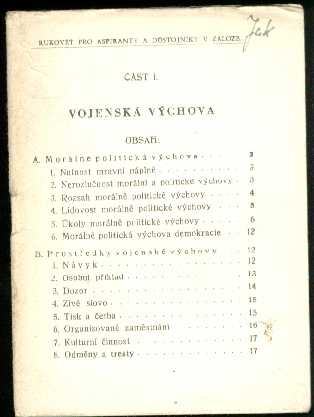 Jak
RUKOVĚŤ PRO ASPIRANTY A DŮSTOJNÍKY V ZÁLOZE.
ČÁST I.
VOJENSKÁ VÝCHOVA
OBSAH:
A. Morálně politická výchova . . . 3
1. Nutnost mravní náplně . . . 3
2. Nerozlučnost morální a politické výchovy . 3
3. Rozsah morálně politické výchovy . . . 4
4. Lidovost morálně politické výchovy . . . 5
5. Úkoly morálně politické výchovy . . . 6
6. Morálně politická výchova demokracie . . 12
B. Prostředky vojenské výchovy . . 12
1. Návyk . . . 12
2. Osobní příklad . . . 13
3. Dozor . . . 14
4. Živé slovo . . . 15
5. Tisk a četba . . . 15
6. Organisované zaměstnání . . . 16
7. Kulturní činnost . . . 17
8. Odměny a tresty . . . 17